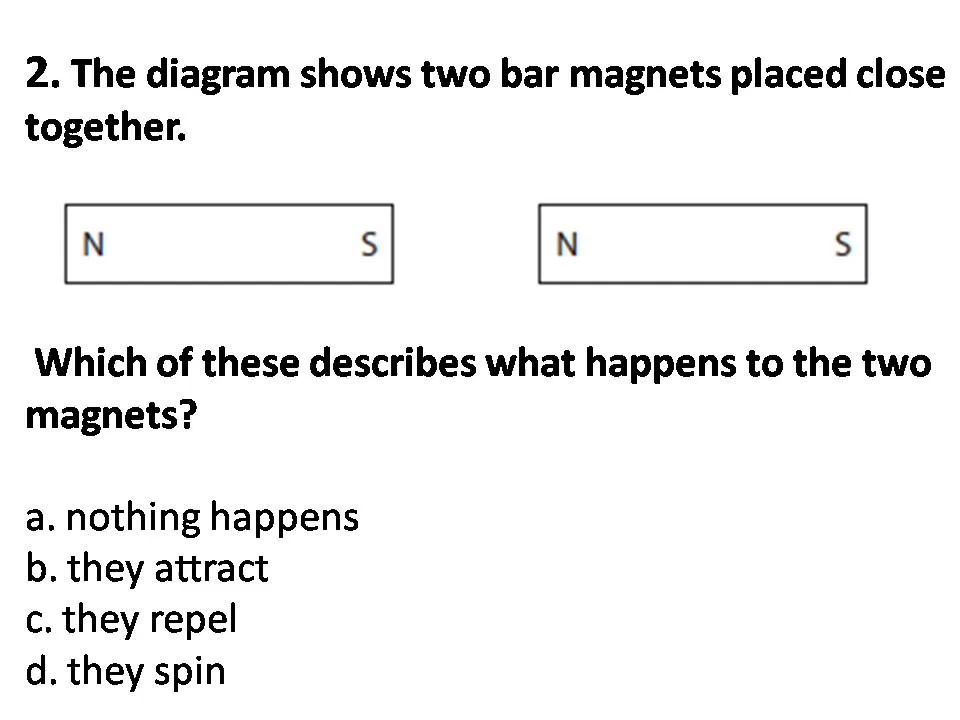 2. The diagram shows two bar magnets placed close
together.
N S N S
Which of these describes what happens to the two
magnets?
a. nothing happens
b. they attract
c. they repel
d. they spin